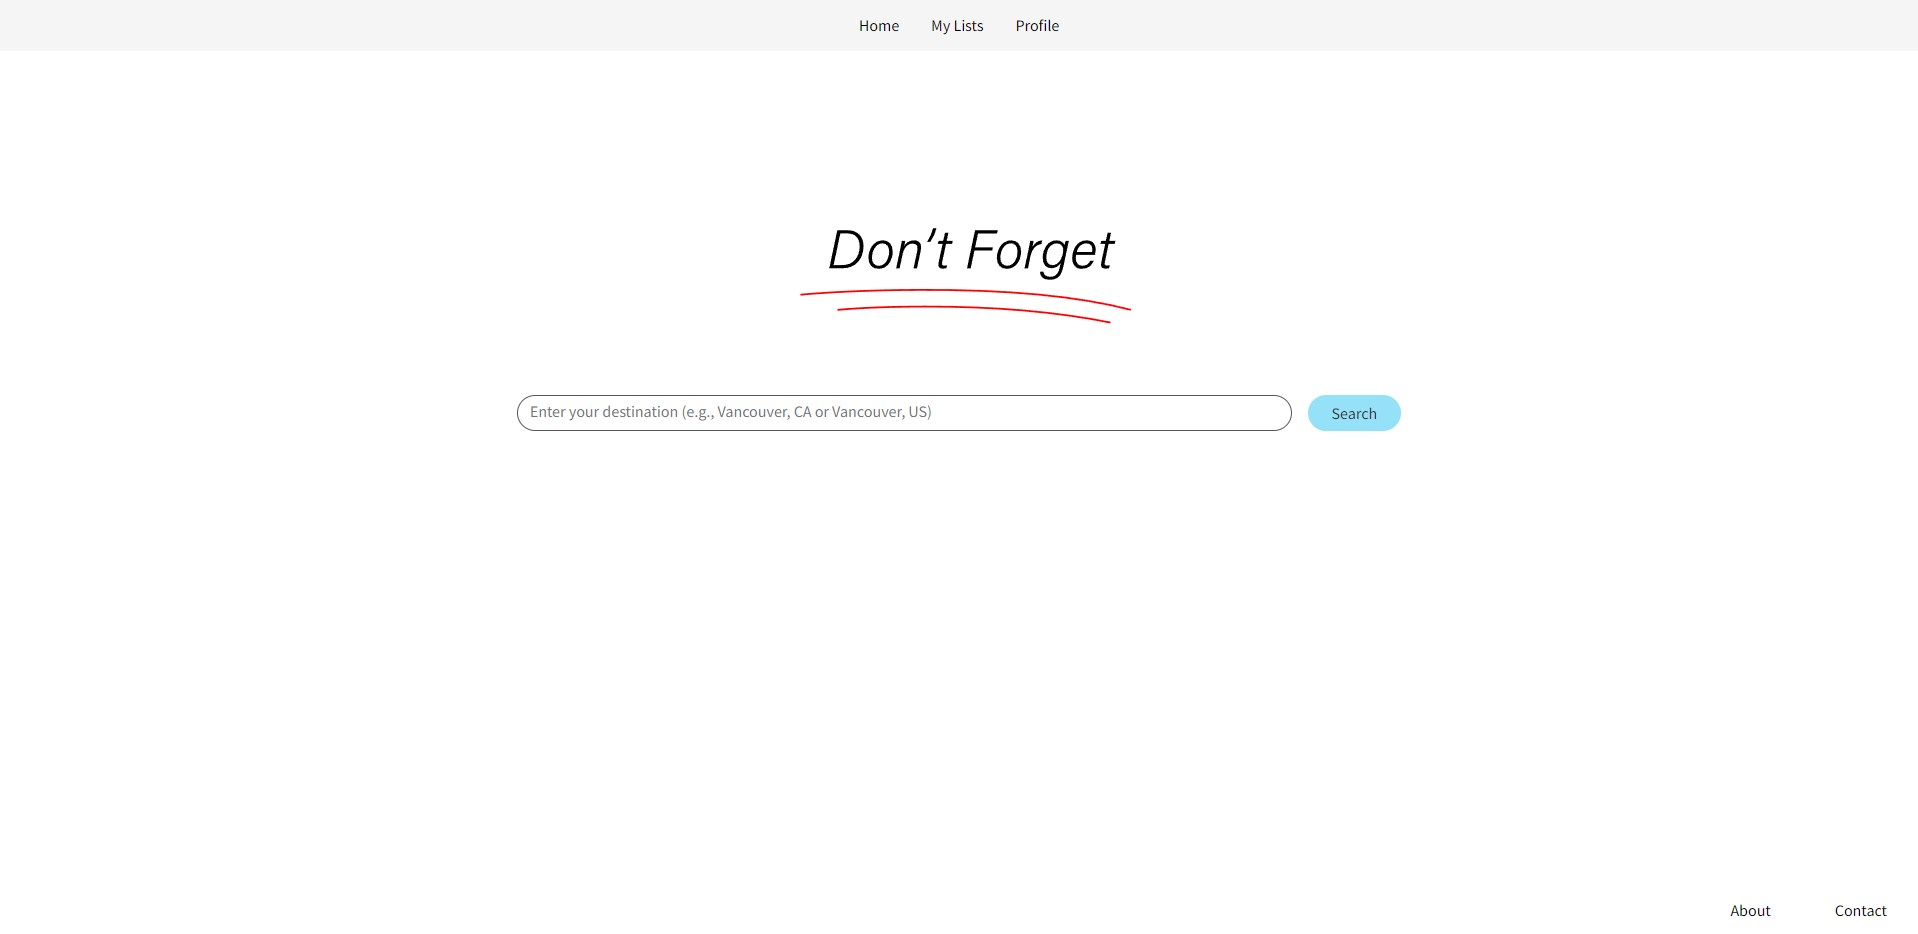 Home My Lists Profile
Don't Forget
Enter your destination (e.g., Vancouver, CA or Vancouver, US) Search
About Contact